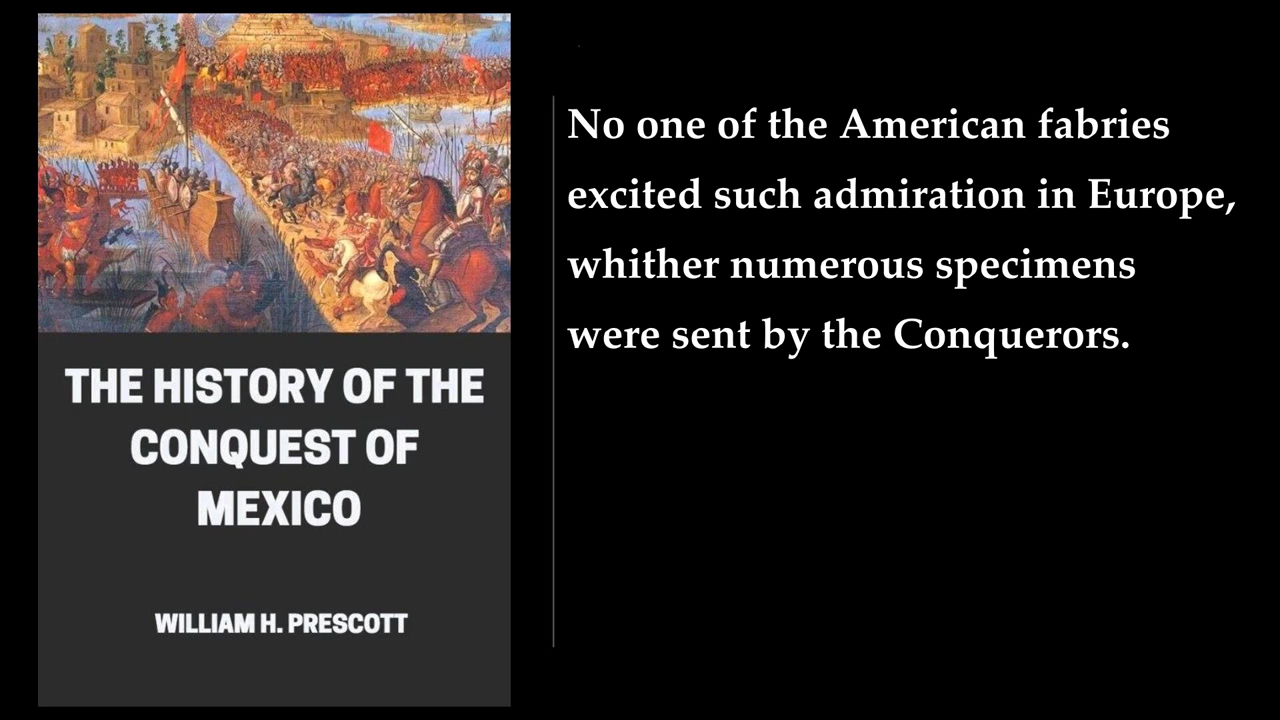 THE HISTORY OF THE
CONQUEST OF
MEXICO
WILLIAM H. PRESCOTT
No one of the American fabries
excited such admiration in Europe,
whither numerous specimens
were sent by the Conquerors.